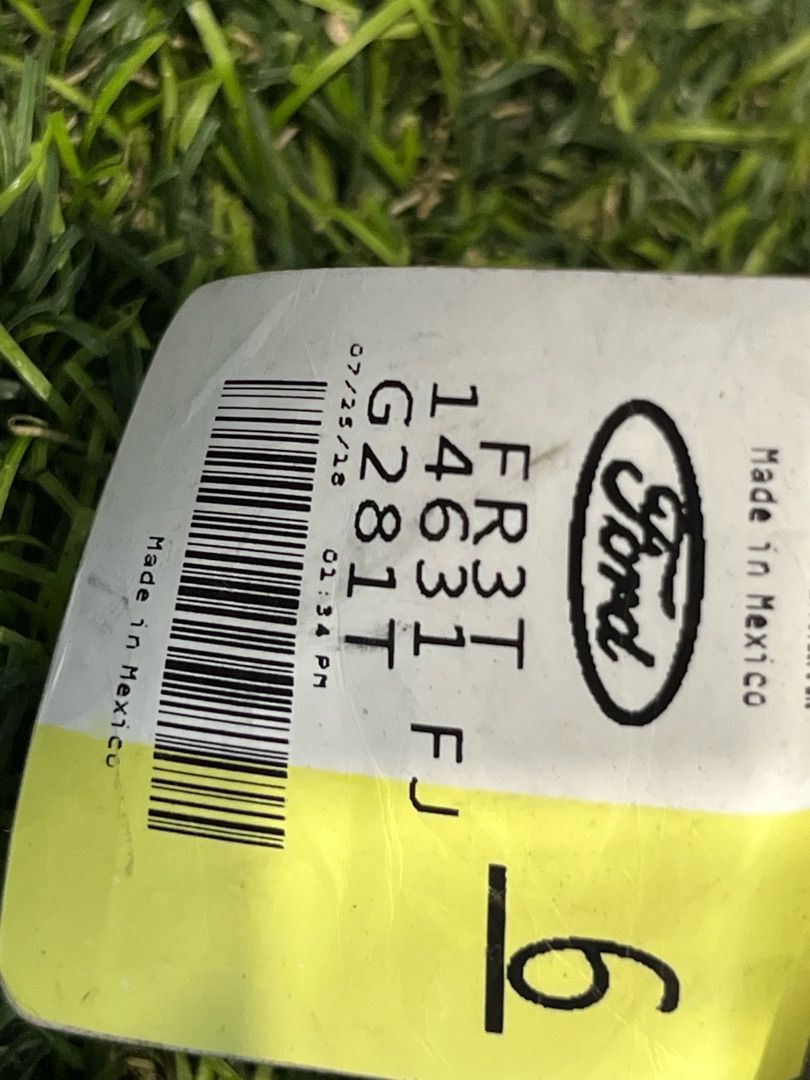 Made in Mexico
Ford
FR3T
14631 FJ
G281T
6
07/25/18 01:34 PM
Made in Mexico